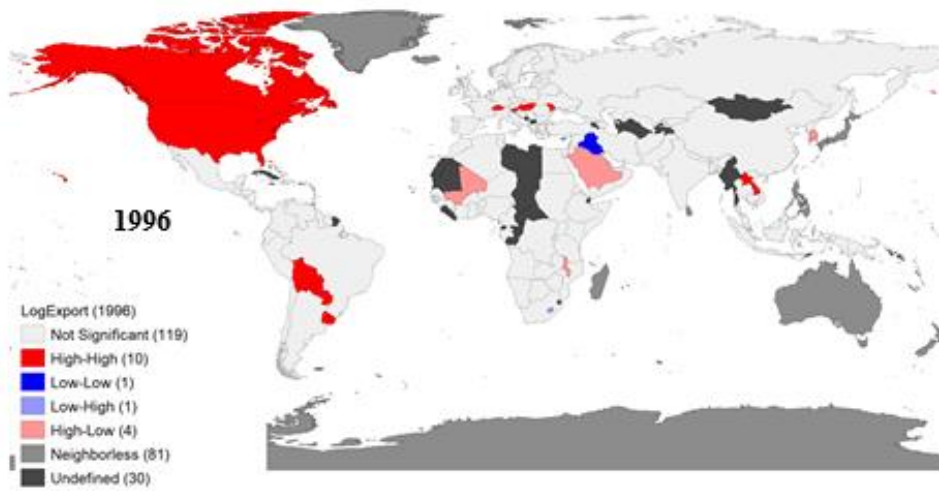 1996
LogExport (1996)
Not Significant (119)
High-High (10)
Low-Low (1)
Low-High (1)
High-Low (4)
Neighborless (81)
Undefined (30)